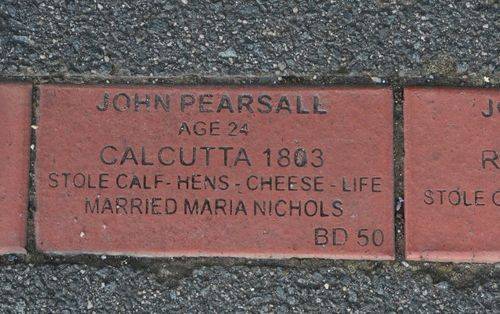 JOHN PEARSALL
AGE 24
CALCUTTA 1803
STOLE CALF - HENS - CHEESE - LIFE
MARRIED MARIA NICHOLS
BD 50
STOLE